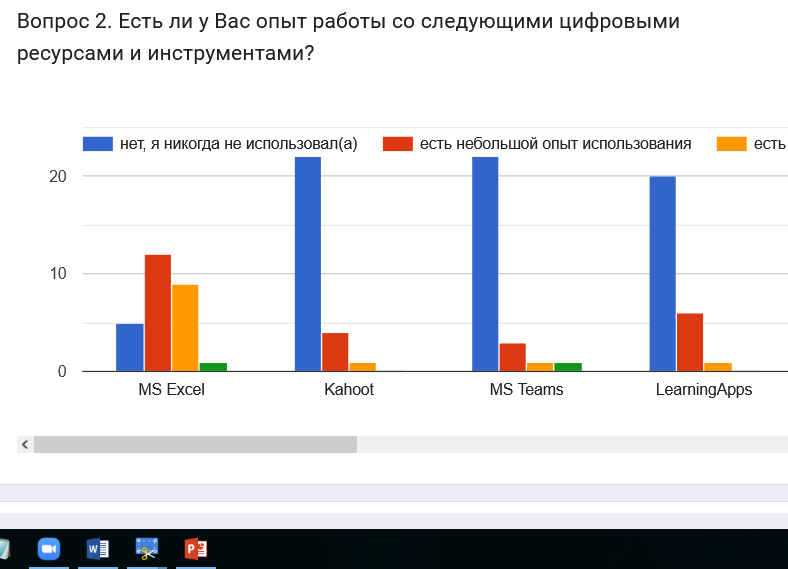 Вопрос 2. Есть ли у Вас опыт работы со следующими цифровыми
ресурсами и инструментами?
нет, я никогда не использовал(а) есть небольшой опыт использования есть
20
10
0
MS Excel Kahoot MS Teams LearningApps